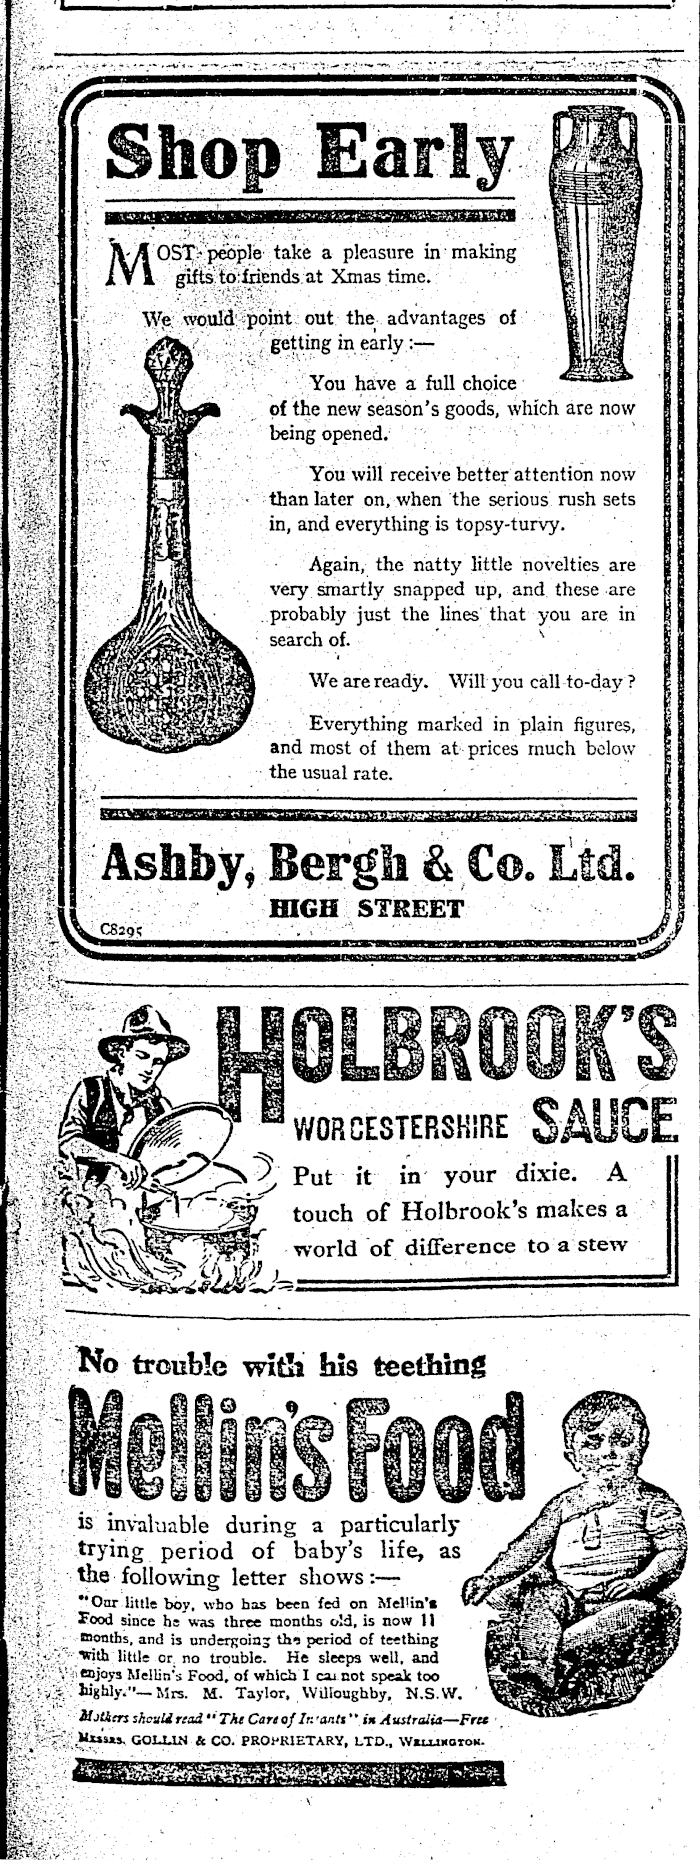 Shop Early
MOST people take a pleasure in making
gifts to friends at Xmas time.
We would point out the advantages of
getting in early :—
You have a full choice
of the new season's goods, which are now
being opened.
You will receive better attention now
than later on, when the serious rush sets
in, and everything is topsy-turvy.
Again, the natty little novelties are
very smartly snapped up, and these are
probably just the lines that you are in
search of.
We are ready. Will you call to-day ?
Everything marked in plain figures,
and most of them at prices much below
the usual rate.
Ashby, Bergh & Co. Ltd.
HIGH STREET
C8295
HOLBROOK'S
WORCESTERSHIRE SAUCE
Put it in your dixie. A
touch of Holbrook's makes a
world of difference to a stew
No trouble with his teething
Mellin's Food
is invaluable during a particularly
trying period of baby's life, as
the following letter shows :—
"Our little boy, who has been fed on Mellin's
Food since he was three months old, is now 11
months, and is undergoing the period of teething
with little or no trouble. He sleeps well, and
enjoys Mellin's Food, of which I cannot speak too
highly."—Mrs. M. Taylor, Willoughby, N.S.W.
Mothers should read "The Care of Infants" in Australia—Free
Messrs. GOLLIN & CO. PROPRIETARY, LTD., WELLINGTON.